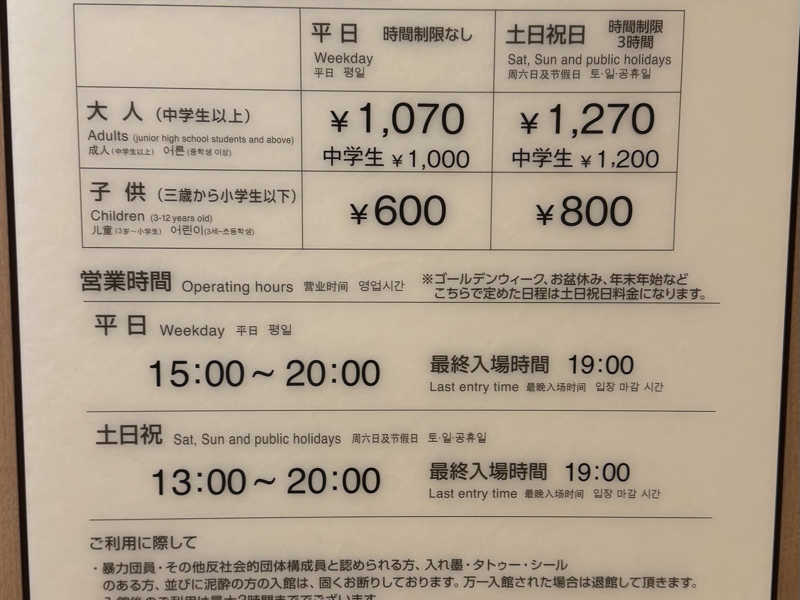 平日 時間制限なし
Weekday
平日 평일
土日祝日 時間制限 3時間
Sat, Sun and public holidays
周六日及节假日 토·일·공휴일
大人（中学生以上）
Adults (junior high school students and above)
成人（中学生以上） 어른（중학생 이상）
¥1,070
中学生 ¥1,000
¥1,270
中学生 ¥1,200
子供（三歳から小学生以下）
Children (3-12 years old)
儿童（3岁～小学生） 어린이（3세~초등학생）
¥600
¥800
営業時間 Operating hours 营业时间 영업시간
※ゴールデンウィーク、お盆休み、年末年始など
こちらで定めた日程は土日祝日料金になります。
平日 Weekday 平日 평일
15:00～20:00
最終入場時間 19:00
Last entry time 最晚入场时间 입장 마감 시간
土日祝 Sat, Sun and public holidays 周六日及节假日 토·일·공휴일
13:00～20:00
最終入場時間 19:00
Last entry time 最晚入场时间 입장 마감 시간
ご利用に際して
・暴力団員・その他反社会的団体構成員と認められる方、入れ墨・タトゥー・シール
のある方、並びに泥酔の方の入館は、固くお断りしております。万一入館された場合は退館して頂きます。